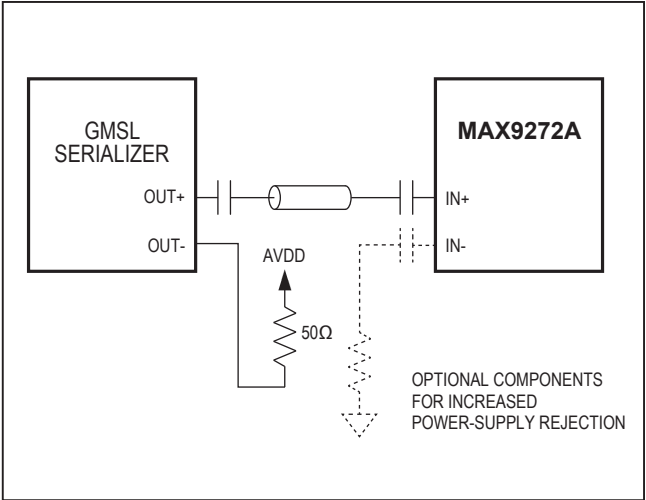 GMSL
SERIALIZER
MAX9272A
OUT+
IN+
OUT-
IN-
AVDD
50Ω
OPTIONAL COMPONENTS
FOR INCREASED
POWER-SUPPLY REJECTION